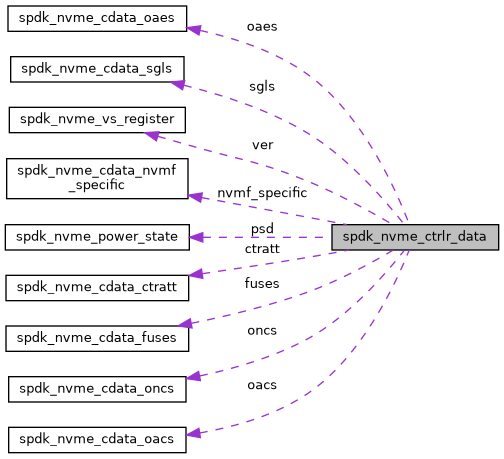 spdk_nvme_cdata_oaes
oaes
spdk_nvme_cdata_sgls
sgls
spdk_nvme_vs_register
ver
spdk_nvme_cdata_nvmf
_specific
nvmf_specific
spdk_nvme_power_state
psd
spdk_nvme_ctrlr_data
ctratt
spdk_nvme_cdata_ctratt
fuses
spdk_nvme_cdata_fuses
oncs
spdk_nvme_cdata_oncs
oacs
spdk_nvme_cdata_oacs